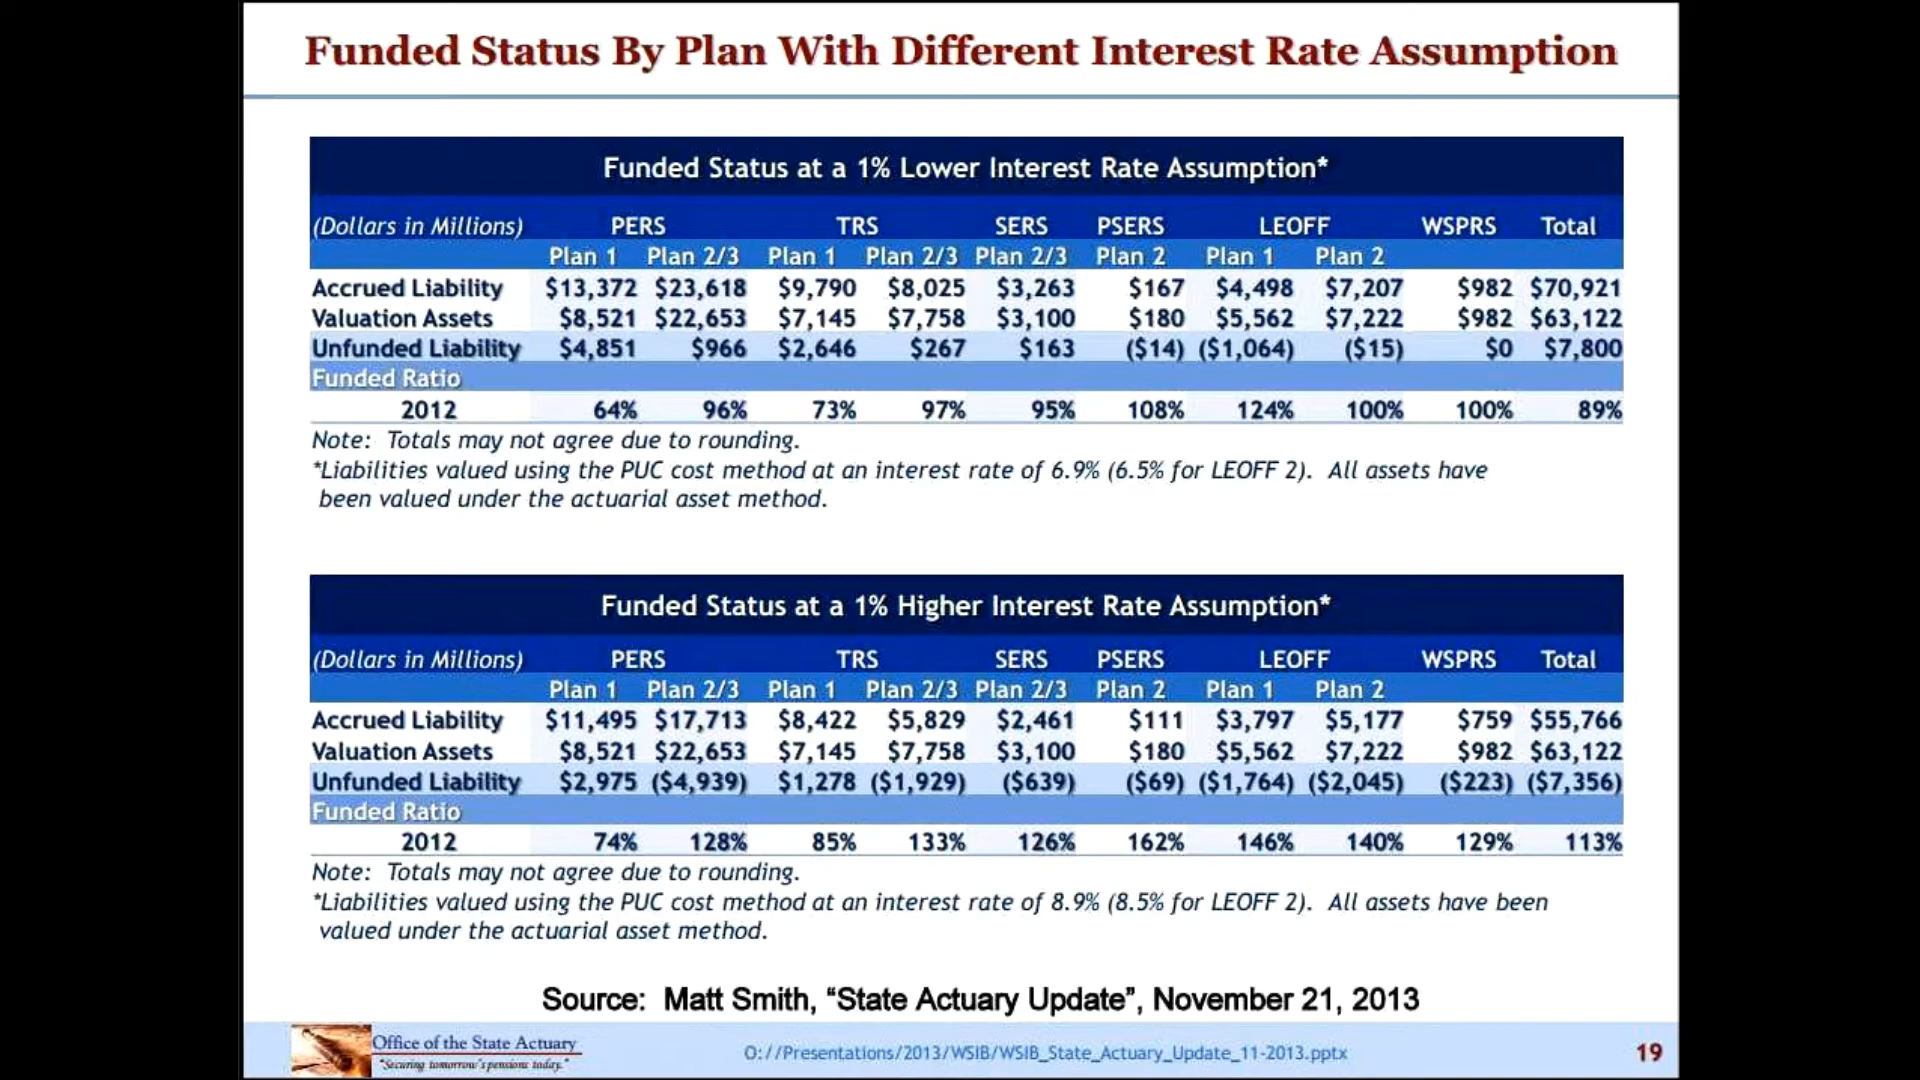 Funded Status By Plan With Different Interest Rate Assumption
Funded Status at a 1% Lower Interest Rate Assumption*
(Dollars in Millions) PERS TRS SERS PSERS LEOFF WSPRS Total
Plan 1 Plan 2/3 Plan 1 Plan 2/3 Plan 2/3 Plan 2 Plan 1 Plan 2
Accrued Liability $13,372 $23,618 $9,790 $8,025 $3,263 $167 $4,498 $7,207 $982 $70,921
Valuation Assets $8,521 $22,653 $7,145 $7,758 $3,100 $180 $5,562 $7,222 $982 $63,122
Unfunded Liability $4,851 $966 $2,646 $267 $163 ($14) ($1,064) ($15) $0 $7,800
Funded Ratio
2012 64% 96% 73% 97% 95% 108% 124% 100% 100% 89%
Note: Totals may not agree due to rounding.
*Liabilities valued using the PUC cost method at an interest rate of 6.9% (6.5% for LEOFF 2). All assets have
been valued under the actuarial asset method.
Funded Status at a 1% Higher Interest Rate Assumption*
(Dollars in Millions) PERS TRS SERS PSERS LEOFF WSPRS Total
Plan 1 Plan 2/3 Plan 1 Plan 2/3 Plan 2/3 Plan 2 Plan 1 Plan 2
Accrued Liability $11,495 $17,713 $8,422 $5,829 $2,461 $111 $3,797 $5,177 $759 $55,766
Valuation Assets $8,521 $22,653 $7,145 $7,758 $3,100 $180 $5,562 $7,222 $982 $63,122
Unfunded Liability $2,975 ($4,939) $1,278 ($1,929) ($639) ($69) ($1,764) ($2,045) ($223) ($7,356)
Funded Ratio
2012 74% 128% 85% 133% 126% 162% 146% 140% 129% 113%
Note: Totals may not agree due to rounding.
*Liabilities valued using the PUC cost method at an interest rate of 8.9% (8.5% for LEOFF 2). All assets have been
valued under the actuarial asset method.
Source: Matt Smith, “State Actuary Update”, November 21, 2013
Office of the State Actuary
"Securing tomorrow's pensions today."
O://Presentations/2013/WSIB/WSIB_State_Actuary_Update_11-2013.pptx
19